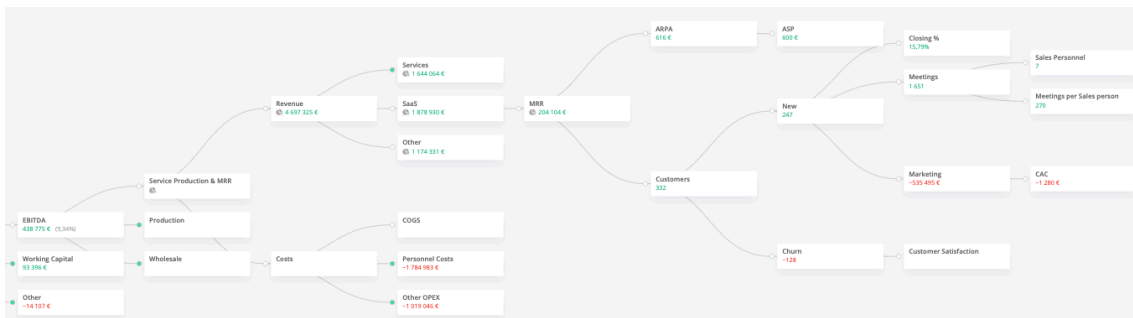 ARPA
616 €
ASP
600 €
Closing %
15,79%
Services
1 644 064 €
Meetings
1 651
Sales Personnel
7
Revenue
4 697 325 €
SaaS
1 878 930 €
MRR
204 104 €
New
247
Meetings per Sales person
270
Other
1 174 331 €
Service Production & MRR
Customers
332
Marketing
−535 495 €
CAC
−1 280 €
EBITDA
438 775 € (9,34%)
Production
COGS
Working Capital
93 396 €
Wholesale
Costs
Personnel Costs
−1 784 983 €
Churn
−128
Customer Satisfaction
Other
−14 107 €
Other OPEX
−1 019 046 €